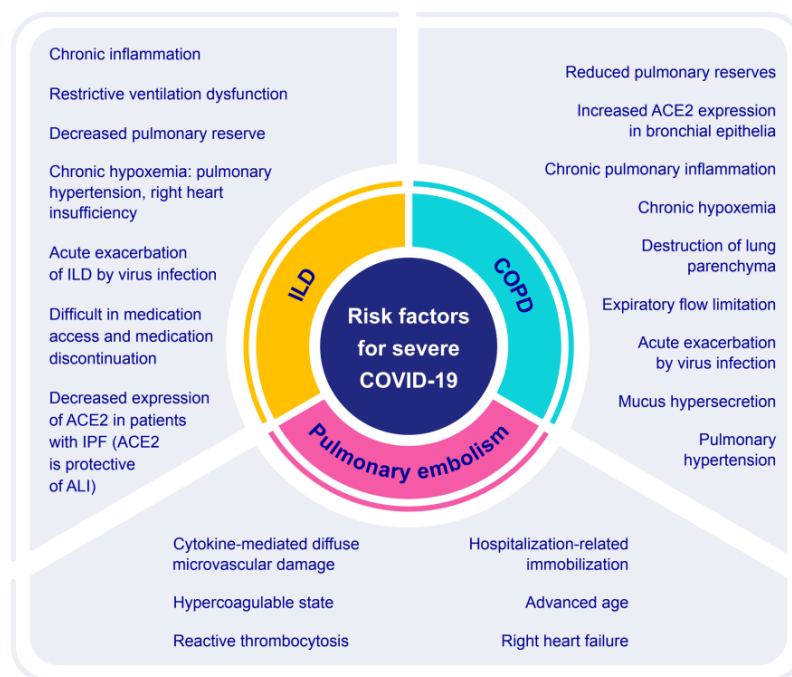 Chronic inflammation
Restrictive ventilation dysfunction
Decreased pulmonary reserve
Chronic hypoxemia: pulmonary
hypertension, right heart
insufficiency
Acute exacerbation
of ILD by virus infection
Difficult in medication
access and medication
discontinuation
Decreased expression
of ACE2 in patients
with IPF (ACE2
is protective
of ALI)
ILD
Risk factors
for severe
COVID-19
COPD
Pulmonary embolism
Reduced pulmonary reserves
Increased ACE2 expression
in bronchial epithelia
Chronic pulmonary inflammation
Chronic hypoxemia
Destruction of lung
parenchyma
Expiratory flow limitation
Acute exacerbation
by virus infection
Mucus hypersecretion
Pulmonary
hypertension
Cytokine-mediated diffuse
microvascular damage
Hypercoagulable state
Reactive thrombocytosis
Hospitalization-related
immobilization
Advanced age
Right heart failure